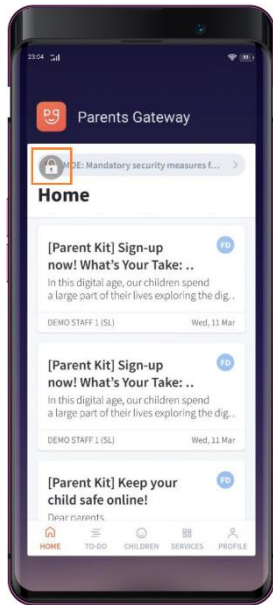 23:04
Parents Gateway
MOE: Mandatory security measures f...
Home
[Parent Kit] Sign-up
now! What's Your Take: ..
FD
In this digital age, our children spend
a large part of their lives exploring the dig..
DEMO STAFF 1 (SL)
Wed, 11 Mar
[Parent Kit] Sign-up
now! What's Your Take: ..
FD
In this digital age, our children spend
a large part of their lives exploring the dig..
DEMO STAFF 1 (SL)
Wed, 11 Mar
[Parent Kit] Keep your
child safe online!
FD
Dear parents,
HOME TO-DO CHILDREN SERVICES PROFILE